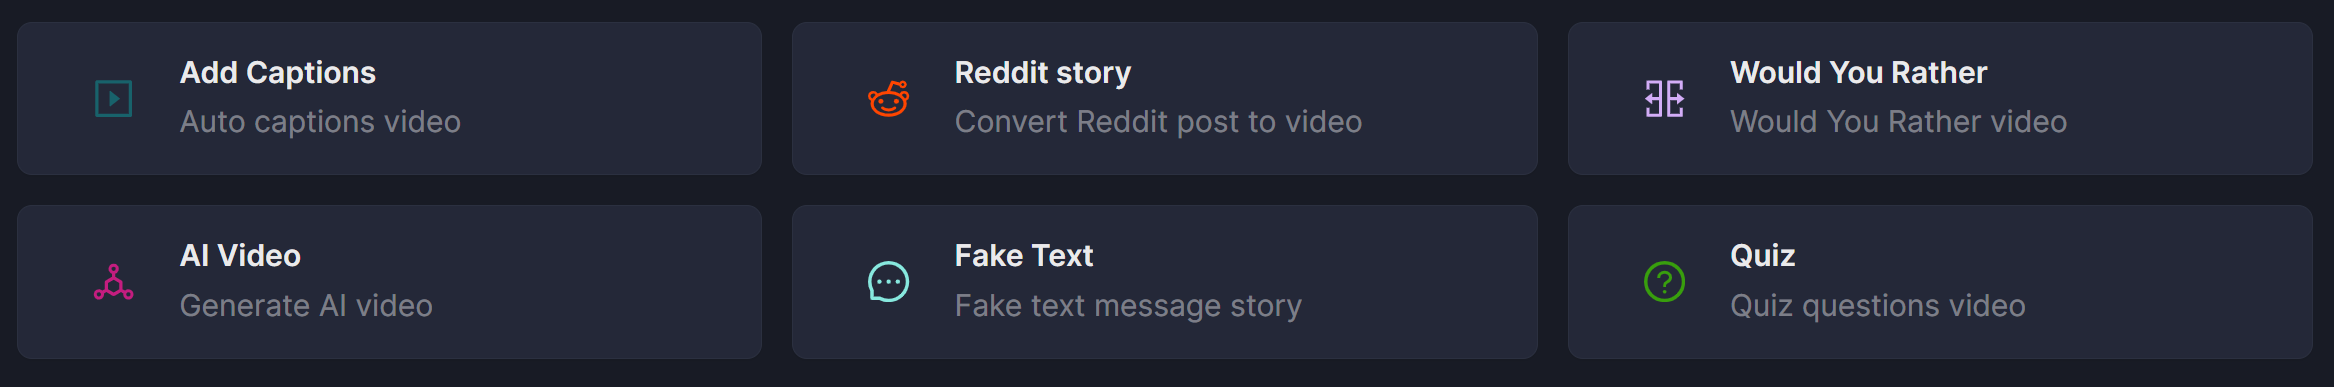 Add Captions
Auto captions video
Reddit story
Convert Reddit post to video
Would You Rather
Would You Rather video
AI Video
Generate AI video
Fake Text
Fake text message story
Quiz
Quiz questions video